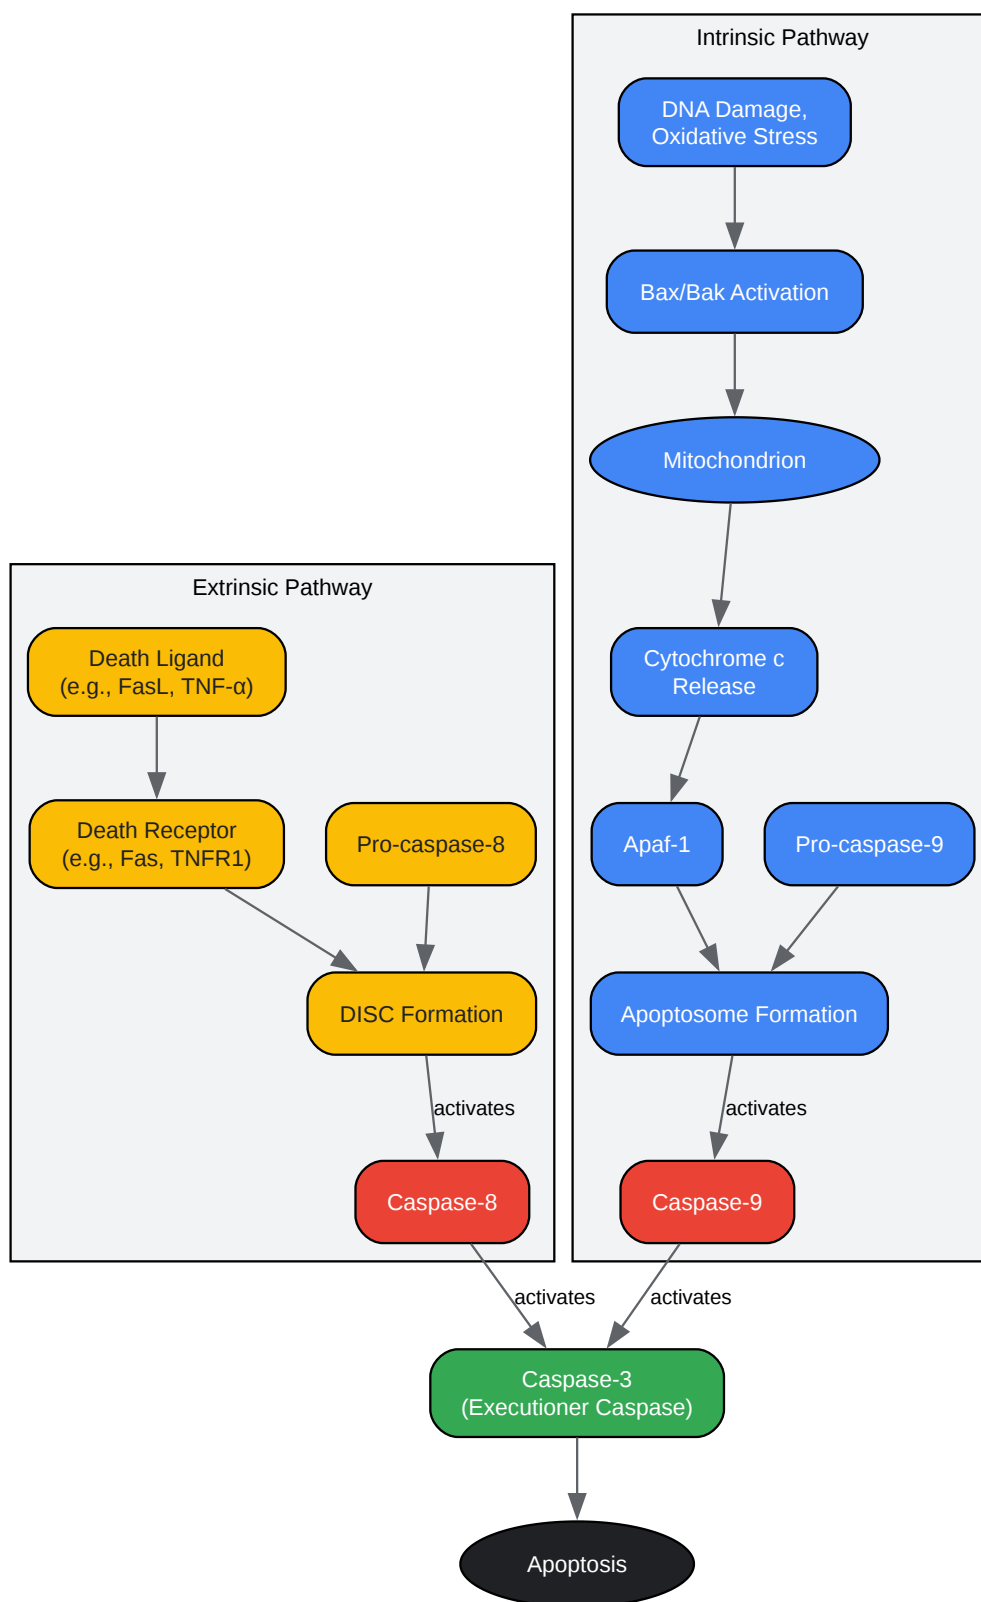 Intrinsic Pathway
DNA Damage,
Oxidative Stress
Bax/Bak Activation
Mitochondrion
Extrinsic Pathway
Death Ligand
(e.g., FasL, TNF-α)
Cytochrome c
Release
Death Receptor
(e.g., Fas, TNFR1)
Pro-caspase-8
Apaf-1
Pro-caspase-9
DISC Formation
Apoptosome Formation
activates
activates
Caspase-8
Caspase-9
activates
activates
Caspase-3
(Executioner Caspase)
Apoptosis